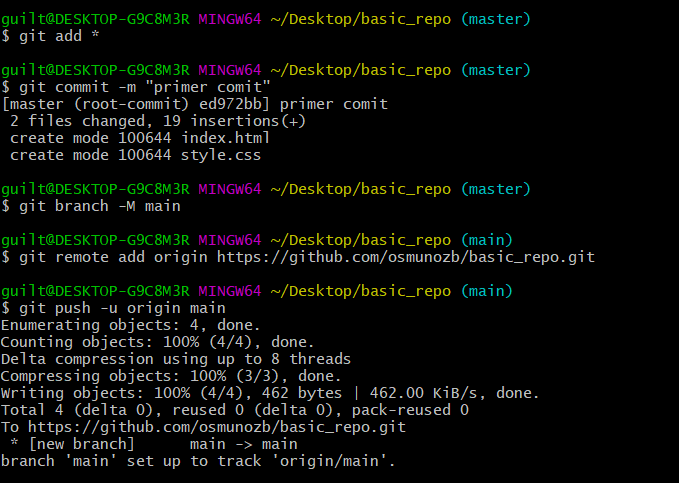 guilt@DESKTOP-G9C8M3R MINGW64 ~/Desktop/basic_repo (master)
$ git add *
guilt@DESKTOP-G9C8M3R MINGW64 ~/Desktop/basic_repo (master)
$ git commit -m "primer comit"
[master (root-commit) ed972bb] primer comit
 2 files changed, 19 insertions(+)
 create mode 100644 index.html
 create mode 100644 style.css
guilt@DESKTOP-G9C8M3R MINGW64 ~/Desktop/basic_repo (master)
$ git branch -M main
guilt@DESKTOP-G9C8M3R MINGW64 ~/Desktop/basic_repo (main)
$ git remote add origin https://github.com/osmunozb/basic_repo.git
guilt@DESKTOP-G9C8M3R MINGW64 ~/Desktop/basic_repo (main)
$ git push -u origin main
Enumerating objects: 4, done.
Counting objects: 100% (4/4), done.
Delta compression using up to 8 threads
Compressing objects: 100% (3/3), done.
Writing objects: 100% (4/4), 462 bytes | 462.00 KiB/s, done.
Total 4 (delta 0), reused 0 (delta 0), pack-reused 0
To https://github.com/osmunozb/basic_repo.git
 * [new branch]      main -> main
branch 'main' set up to track 'origin/main'.